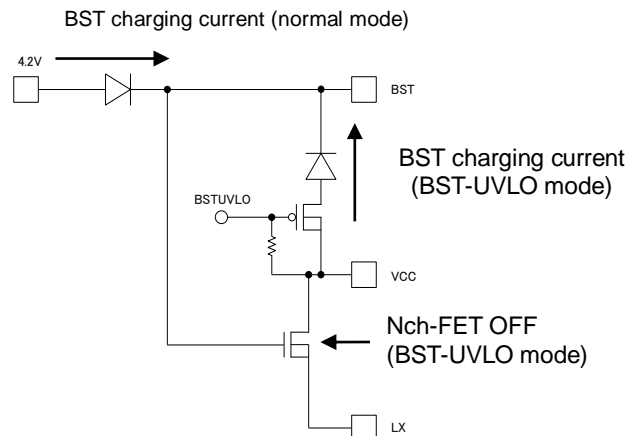 BST charging current (normal mode)
4.2V
BST
BST charging current
(BST-UVLO mode)
BSTUVLO
VCC
Nch-FET OFF
(BST-UVLO mode)
LX